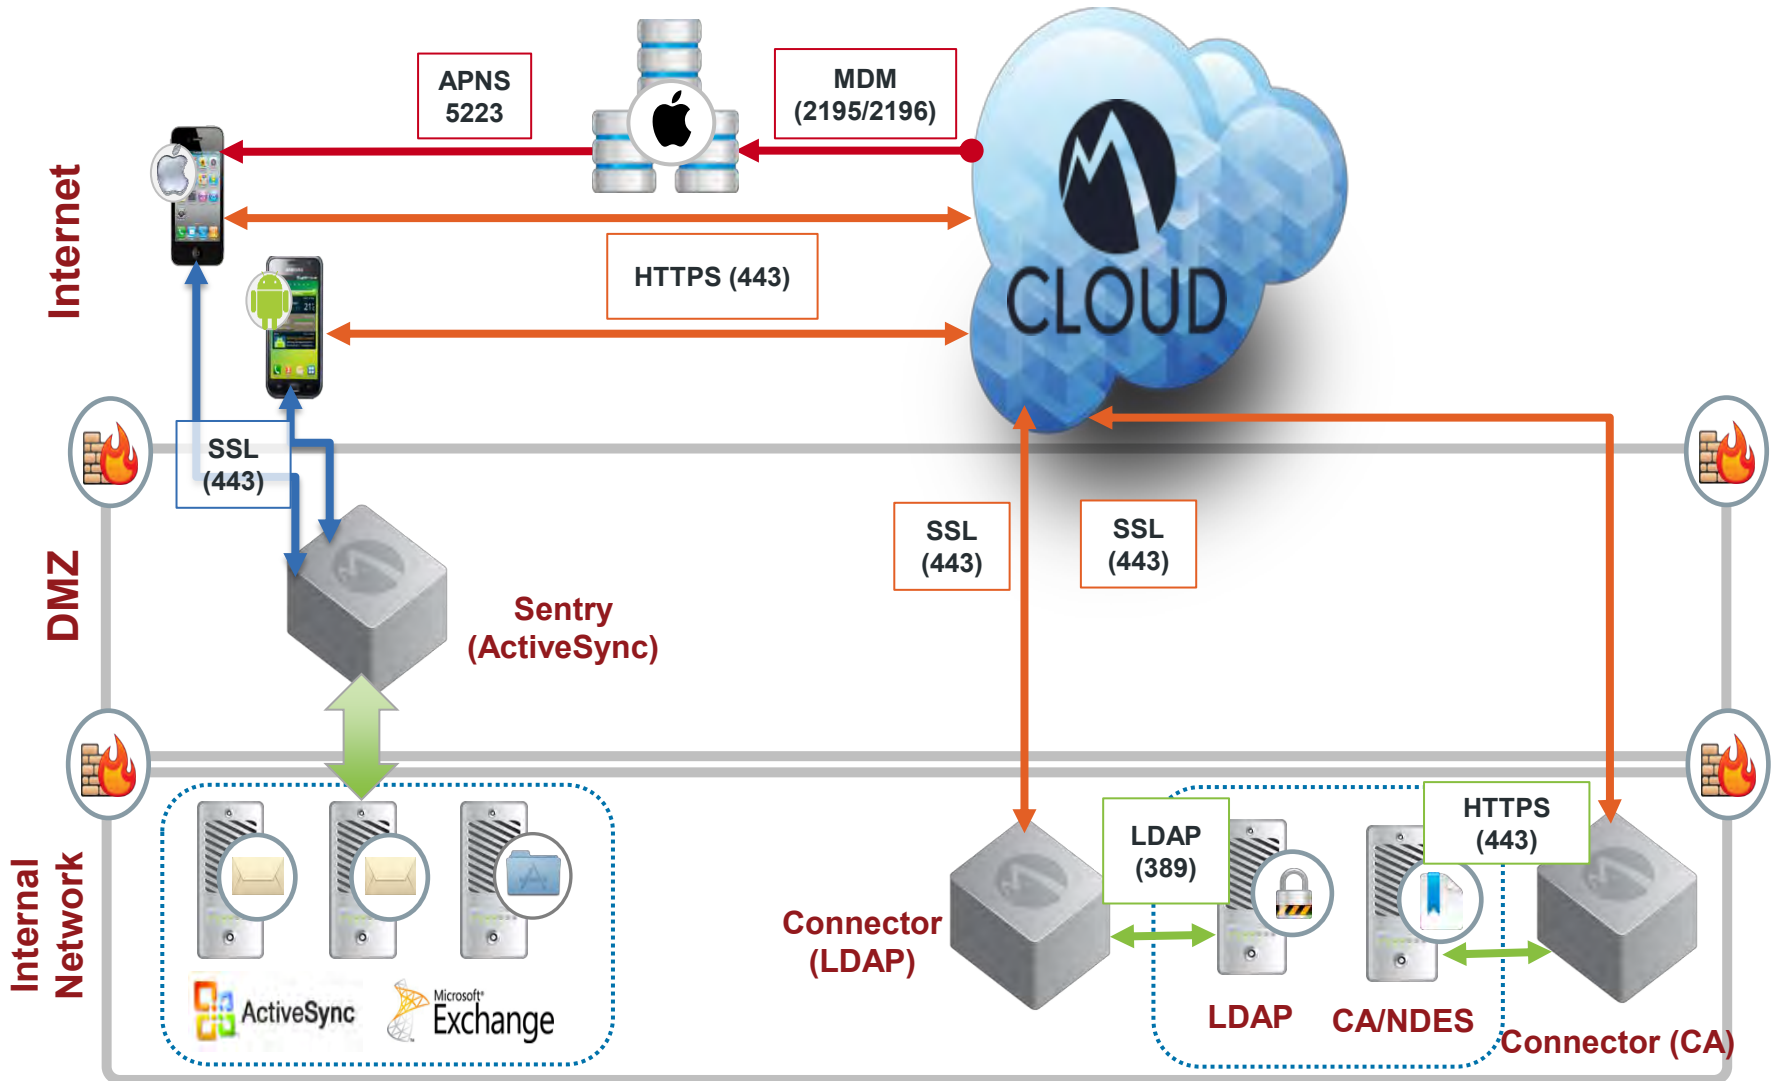 APNS
5223
MDM
(2195/2196)
Internet
HTTPS (443)
CLOUD
SSL
(443)
SSL
(443)
SSL
(443)
DMZ
Sentry
(ActiveSync)
Internal
Network
LDAP
(389)
HTTPS
(443)
Connector
(LDAP)
ActiveSync
Microsoft®
Exchange
LDAP
CA/NDES
Connector (CA)